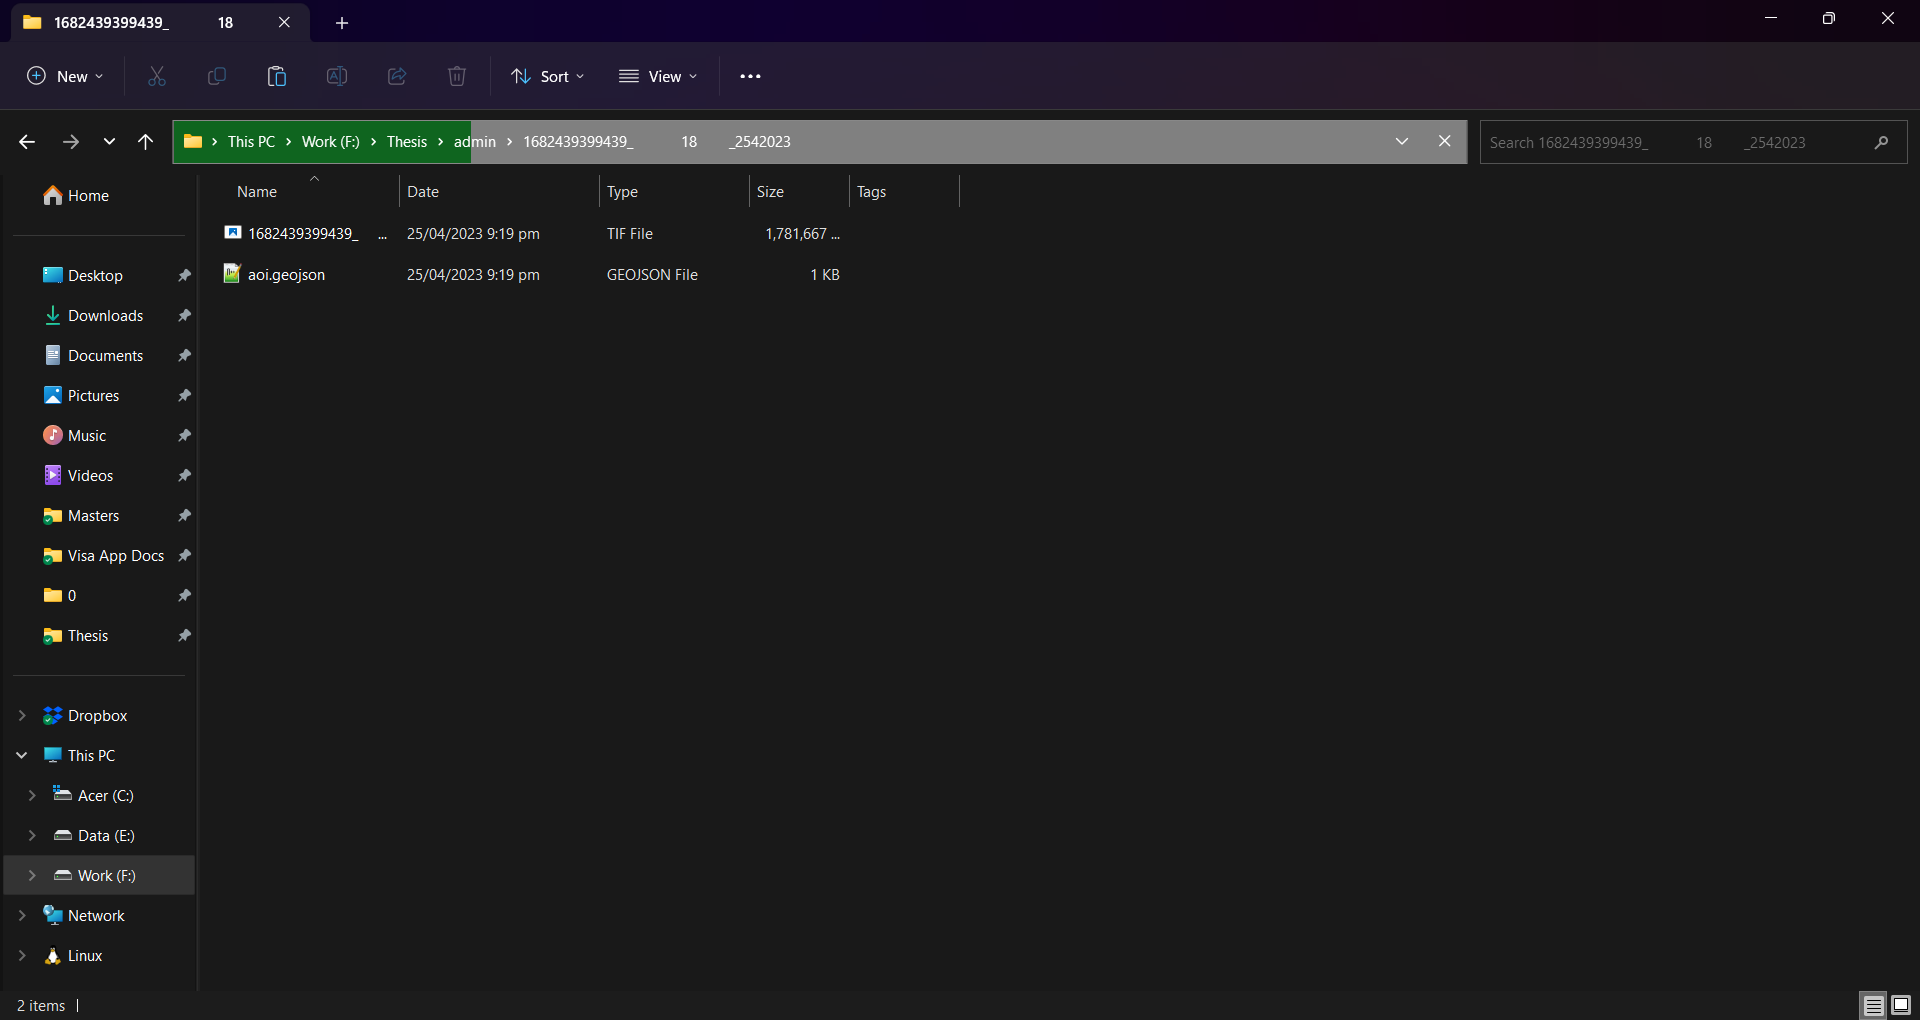 1682439399439_ 18
New
Sort
View
This PC > Work (F:) > Thesis > admin > 1682439399439_ 18 _2542023
Search 1682439399439_ 18 _2542023
Name Date Type Size Tags
1682439399439_ ... 25/04/2023 9:19 pm TIF File 1,781,667 ...
aoi.geojson 25/04/2023 9:19 pm GEOJSON File 1 KB
Home
Desktop
Downloads
Documents
Pictures
Music
Videos
Masters
Visa App Docs
0
Thesis
Dropbox
This PC
Acer (C:)
Data (E:)
Work (F:)
Network
Linux
2 items